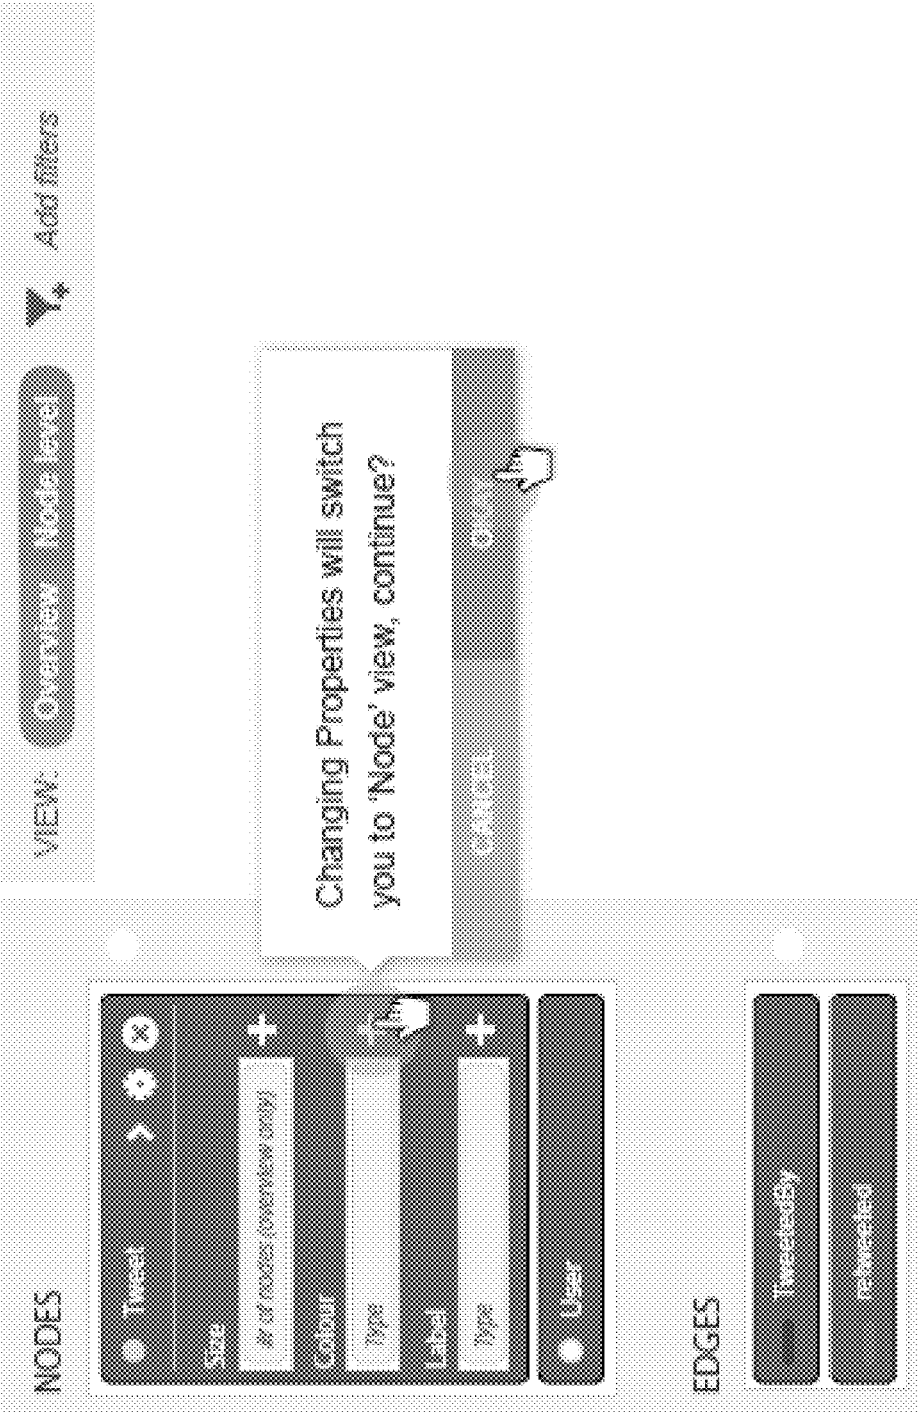 NODES
Tweet
Size
# of nodes (overview only)
Colour
Type
Label
Type
User
EDGES
TweetedBy
retweeted
VIEW:
Overview Node Level
Add filters
Changing Properties will switch
you to 'Node' view, continue?
CANCEL